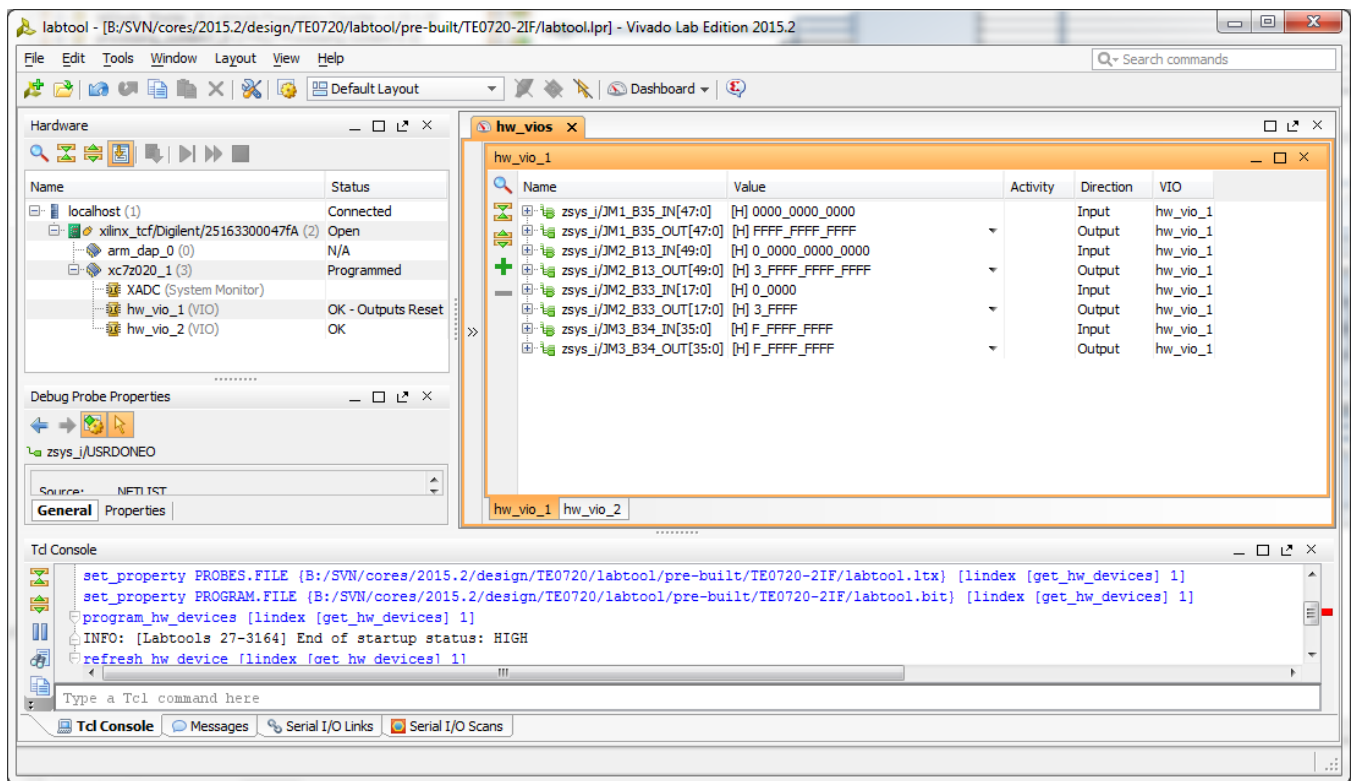 labtool - [B:/SVN/cores/2015.2/design/TE0720/labtool/pre-built/TE0720-2IF/labtool.lpr] - Vivado Lab Edition 2015.2
File Edit Tools Window Layout View Help
Search commands
Default Layout
Dashboard
Hardware
Name Status
localhost (1) Connected
xilinx_tcf/Digilent/25163300047fA (2) Open
arm_dap_0 (0) N/A
xc7z020_1 (3) Programmed
XADC (System Monitor)
hw_vio_1 (VIO) OK - Outputs Reset
hw_vio_2 (VIO) OK
Debug Probe Properties
zsys_i/USRDONEO
Source: NETLIST
General Properties
hw_vios
hw_vio_1
Name Value Activity Direction VIO
zsys_i/JM1_B35_IN[47:0] [H] 0000_0000_0000 Input hw_vio_1
zsys_i/JM1_B35_OUT[47:0] [H] FFFF_FFFF_FFFF Output hw_vio_1
zsys_i/JM2_B13_IN[49:0] [H] 0_0000_0000_0000 Input hw_vio_1
zsys_i/JM2_B13_OUT[49:0] [H] 3_FFFF_FFFF_FFFF Output hw_vio_1
zsys_i/JM2_B33_IN[17:0] [H] 0_0000 Input hw_vio_1
zsys_i/JM2_B33_OUT[17:0] [H] 3_FFFF Output hw_vio_1
zsys_i/JM3_B34_IN[35:0] [H] F_FFFF_FFFF Input hw_vio_1
zsys_i/JM3_B34_OUT[35:0] [H] F_FFFF_FFFF Output hw_vio_1
hw_vio_1 hw_vio_2
Tcl Console
set_property PROBES.FILE {B:/SVN/cores/2015.2/design/TE0720/labtool/pre-built/TE0720-2IF/labtool.ltx} [lindex [get_hw_devices] 1]
set_property PROGRAM.FILE {B:/SVN/cores/2015.2/design/TE0720/labtool/pre-built/TE0720-2IF/labtool.bit} [lindex [get_hw_devices] 1]
program_hw_devices [lindex [get_hw_devices] 1]
INFO: [Labtools 27-3164] End of startup status: HIGH
refresh_hw_device [lindex [get_hw_devices] 1]
Type a Tcl command here
Tcl Console Messages Serial I/O Links Serial I/O Scans